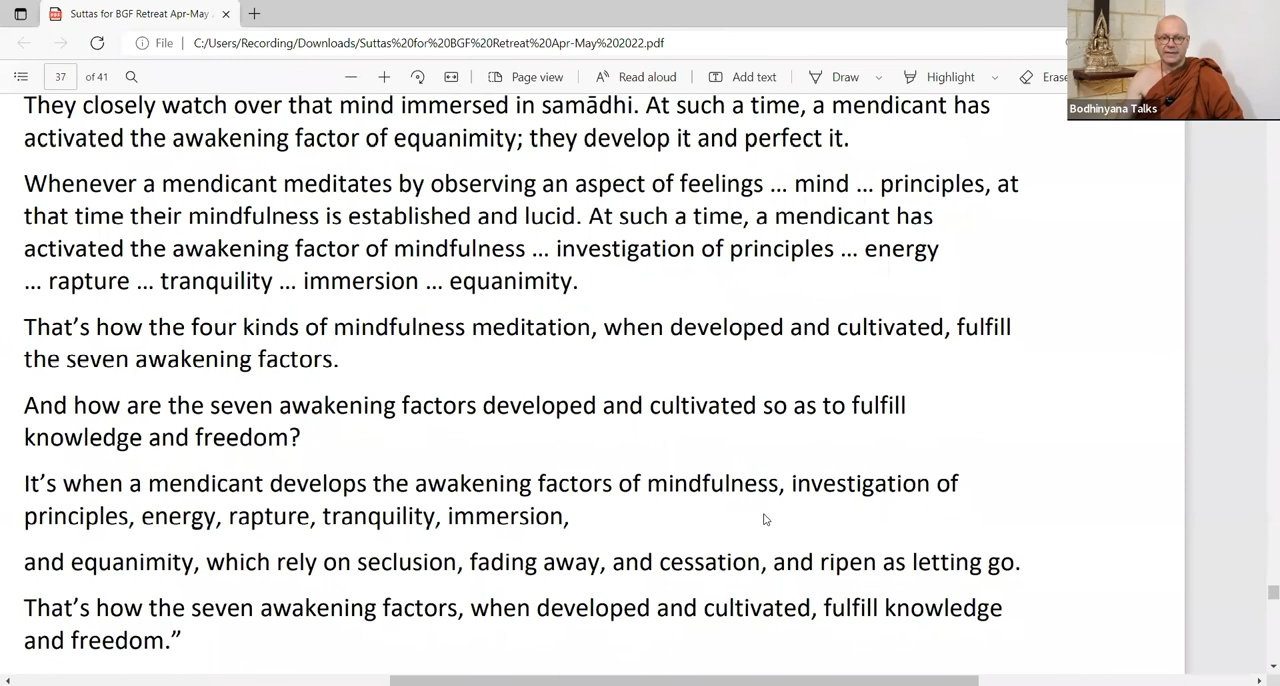 Suttas for BGF Retreat Apr-May
File C:/Users/Recording/Downloads/Suttas%20for%20BGF%20Retreat%20Apr-May%202022.pdf
37 of 41 Page view Read aloud Add text Draw Highlight Erase
Bodhinyana Talks
They closely watch over that mind immersed in samādhi. At such a time, a mendicant has
activated the awakening factor of equanimity; they develop it and perfect it.
Whenever a mendicant meditates by observing an aspect of feelings … mind … principles, at
that time their mindfulness is established and lucid. At such a time, a mendicant has
activated the awakening factor of mindfulness … investigation of principles … energy
… rapture … tranquility … immersion … equanimity.
That’s how the four kinds of mindfulness meditation, when developed and cultivated, fulfill
the seven awakening factors.
And how are the seven awakening factors developed and cultivated so as to fulfill
knowledge and freedom?
It’s when a mendicant develops the awakening factors of mindfulness, investigation of
principles, energy, rapture, tranquility, immersion,
and equanimity, which rely on seclusion, fading away, and cessation, and ripen as letting go.
That’s how the seven awakening factors, when developed and cultivated, fulfill knowledge
and freedom.”